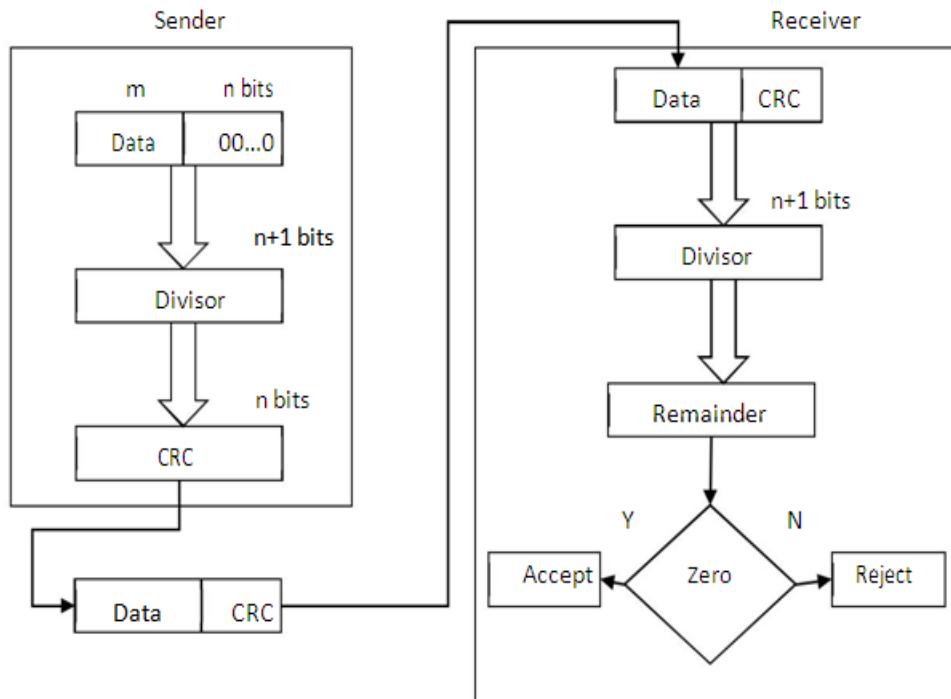 Sender
m n bits
Data 00...0
n+1 bits
Divisor
n bits
CRC
Data CRC
Receiver
Data CRC
n+1 bits
Divisor
Remainder
Y N
Accept Zero Reject